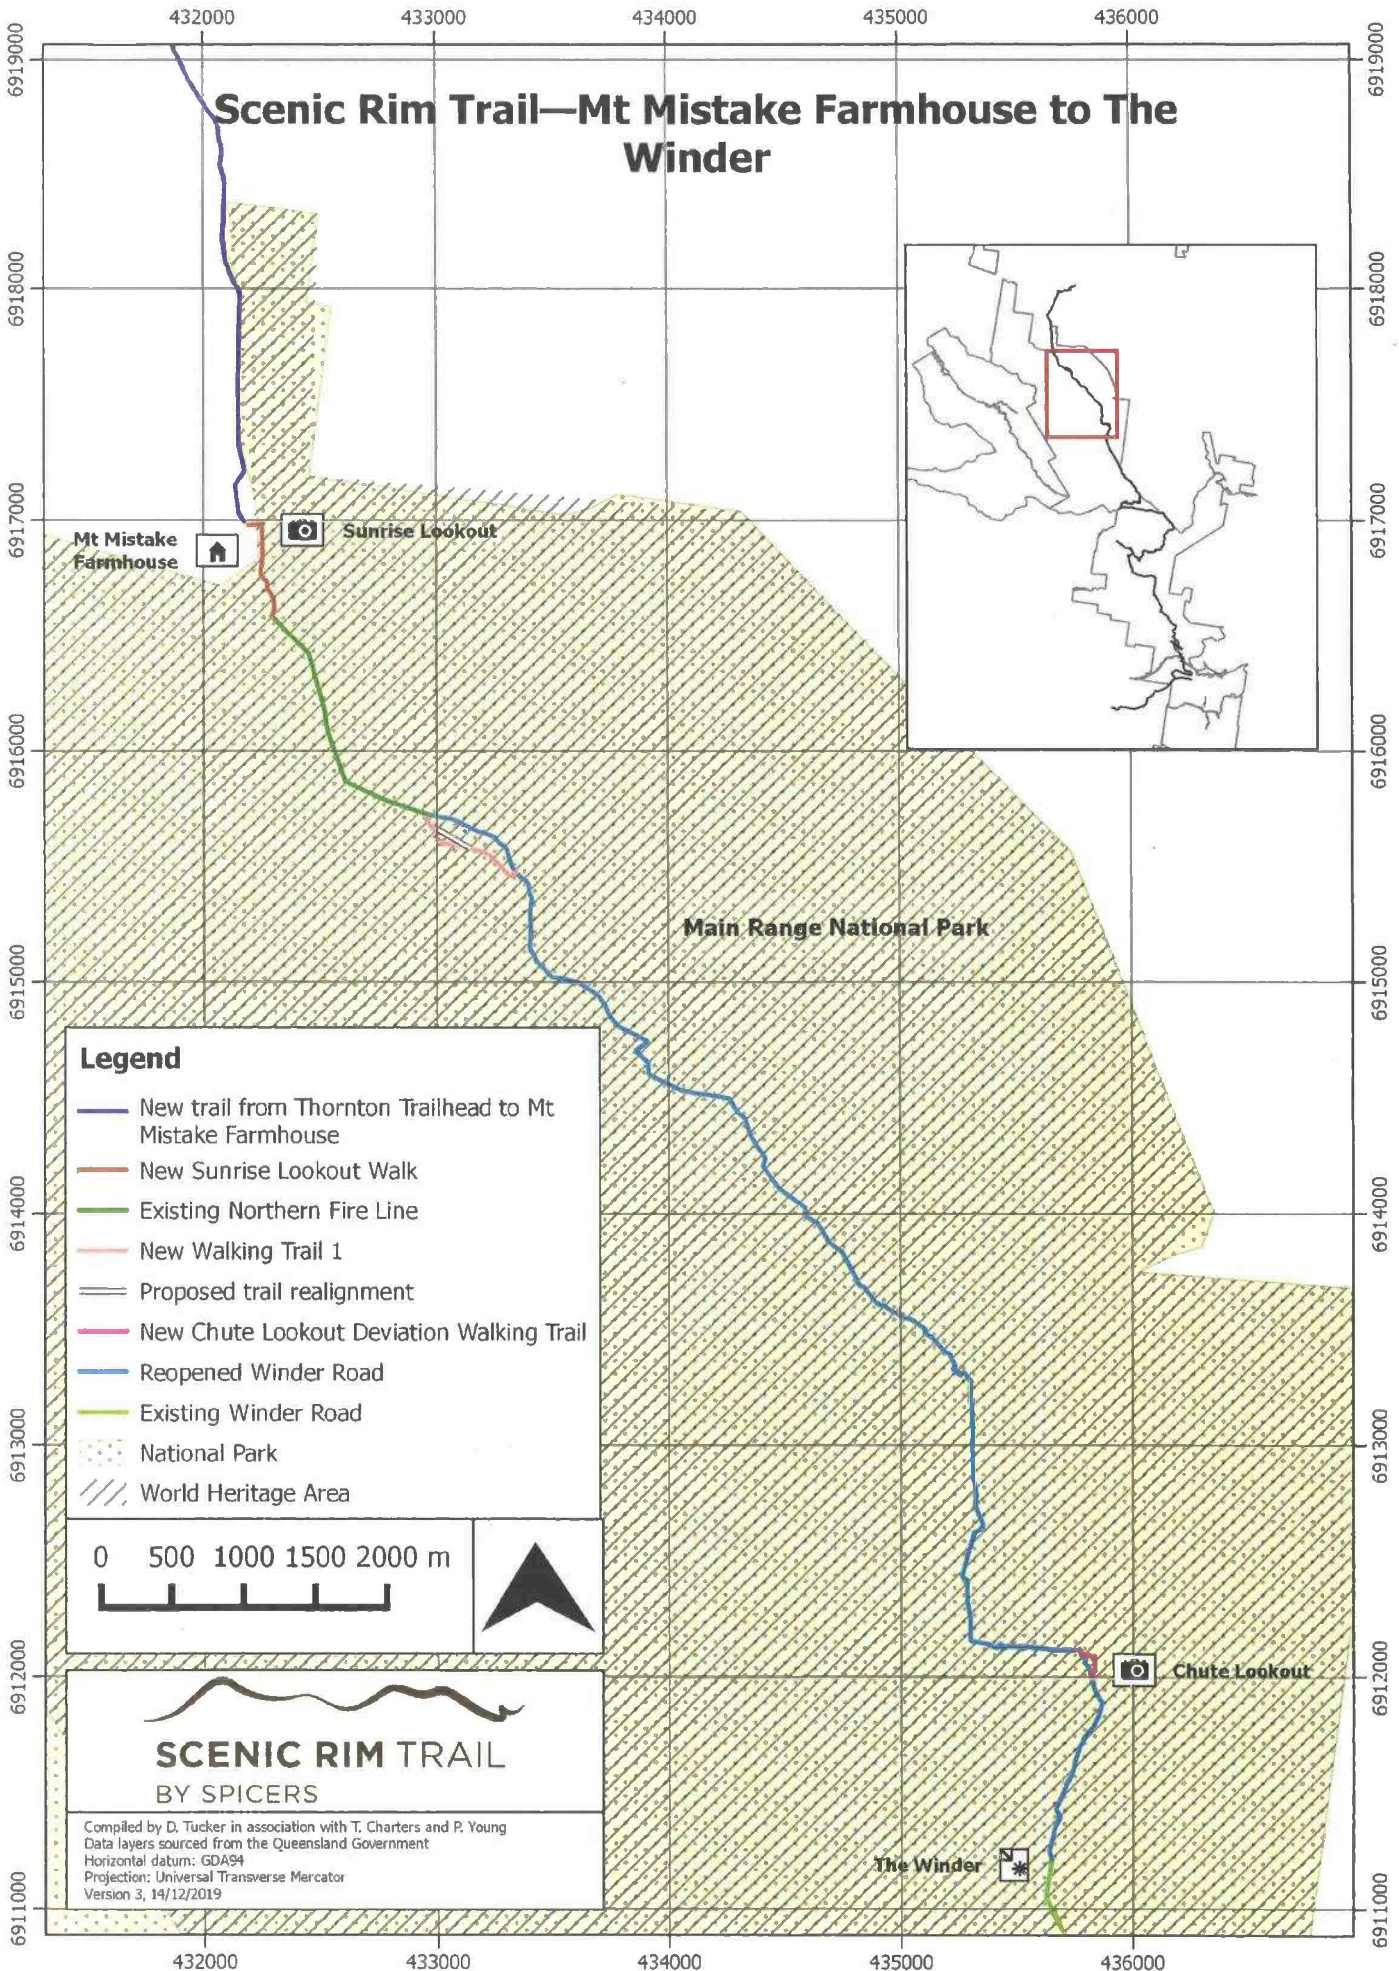 432000 433000 434000 435000 436000
Scenic Rim Trail—Mt Mistake Farmhouse to The
Winder
6919000 6919000
6918000 6918000
6917000 6917000
Mt Mistake
Farmhouse
Sunrise Lookout
6916000 6916000
Main Range National Park
6915000 6915000
Legend
New trail from Thornton Trailhead to Mt
Mistake Farmhouse
New Sunrise Lookout Walk
Existing Northern Fire Line
6914000 6914000
New Walking Trail 1
Proposed trail realignment
New Chute Lookout Deviation Walking Trail
Reopened Winder Road
Existing Winder Road
6913000 6913000
National Park
World Heritage Area
0 500 1000 1500 2000 m
6912000 6912000
Chute Lookout
SCENIC RIM TRAIL
BY SPICERS
Compiled by D. Tucker in association with T. Charters and P. Young
Data layers sourced from the Queensland Government
Horizontal datum: GDA94
Projection: Universal Transverse Mercator
Version 3, 14/12/2019
The Winder
6911000 6911000
432000 433000 434000 435000 436000